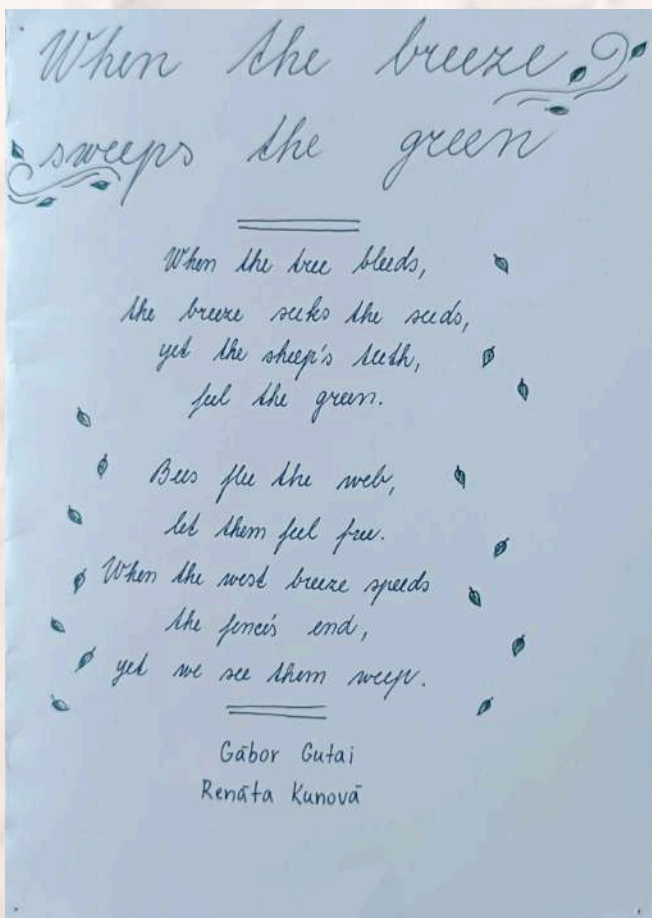 When the breeze
sweeps the green
When the tree bleeds,
the breeze seeks the seeds,
yet the sheep's teeth,
feel the green.
Bees flee the web,
let them feel free.
When the west breeze speeds
the fence's end,
yet we see them weep.
Gábor Gutai
Renáta Kunová